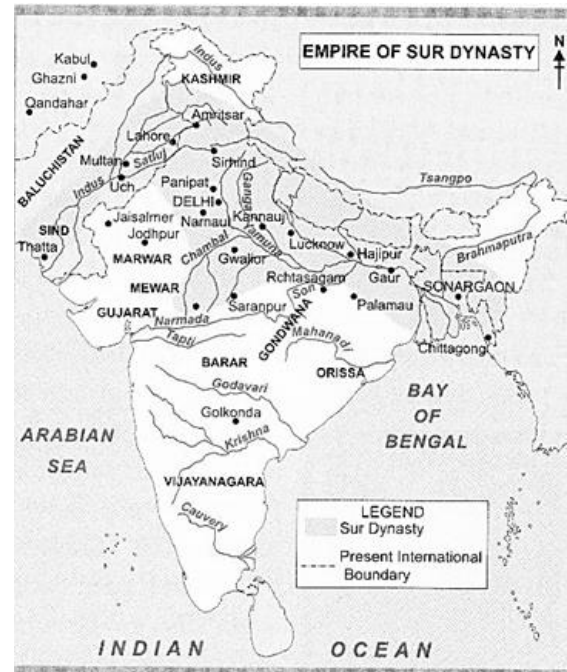 EMPIRE OF SUR DYNASTY
N
Kabul
Ghazni
Qandahar
Indus
KASHMIR
Amritsar
Lahore
Multan
Satluj
Sirhind
BALUCHISTAN
Indus
Uch
Panipat
DELHI
Narnaul
Ganga
Kannauj
Yamuna
Tsangpo
SIND
Thatta
Jaisalmer
Jodhpur
MARWAR
Chambal
Lucknow
Hajipur
Brahmaputra
MEWAR
Gwalior
Rchtasagam
Son
Gaur
SONARGAON
GUJARAT
Saranpur
Palamau
Narmada
Tapti
GONDWANA
Mahanadi
Chittagong
BARAR
ORISSA
Godavari
Golkonda
Krishna
BAY
OF
BENGAL
ARABIAN
SEA
VIJAYANAGARA
Cauvery
LEGEND
Sur Dynasty
Present International
Boundary
INDIAN OCEAN